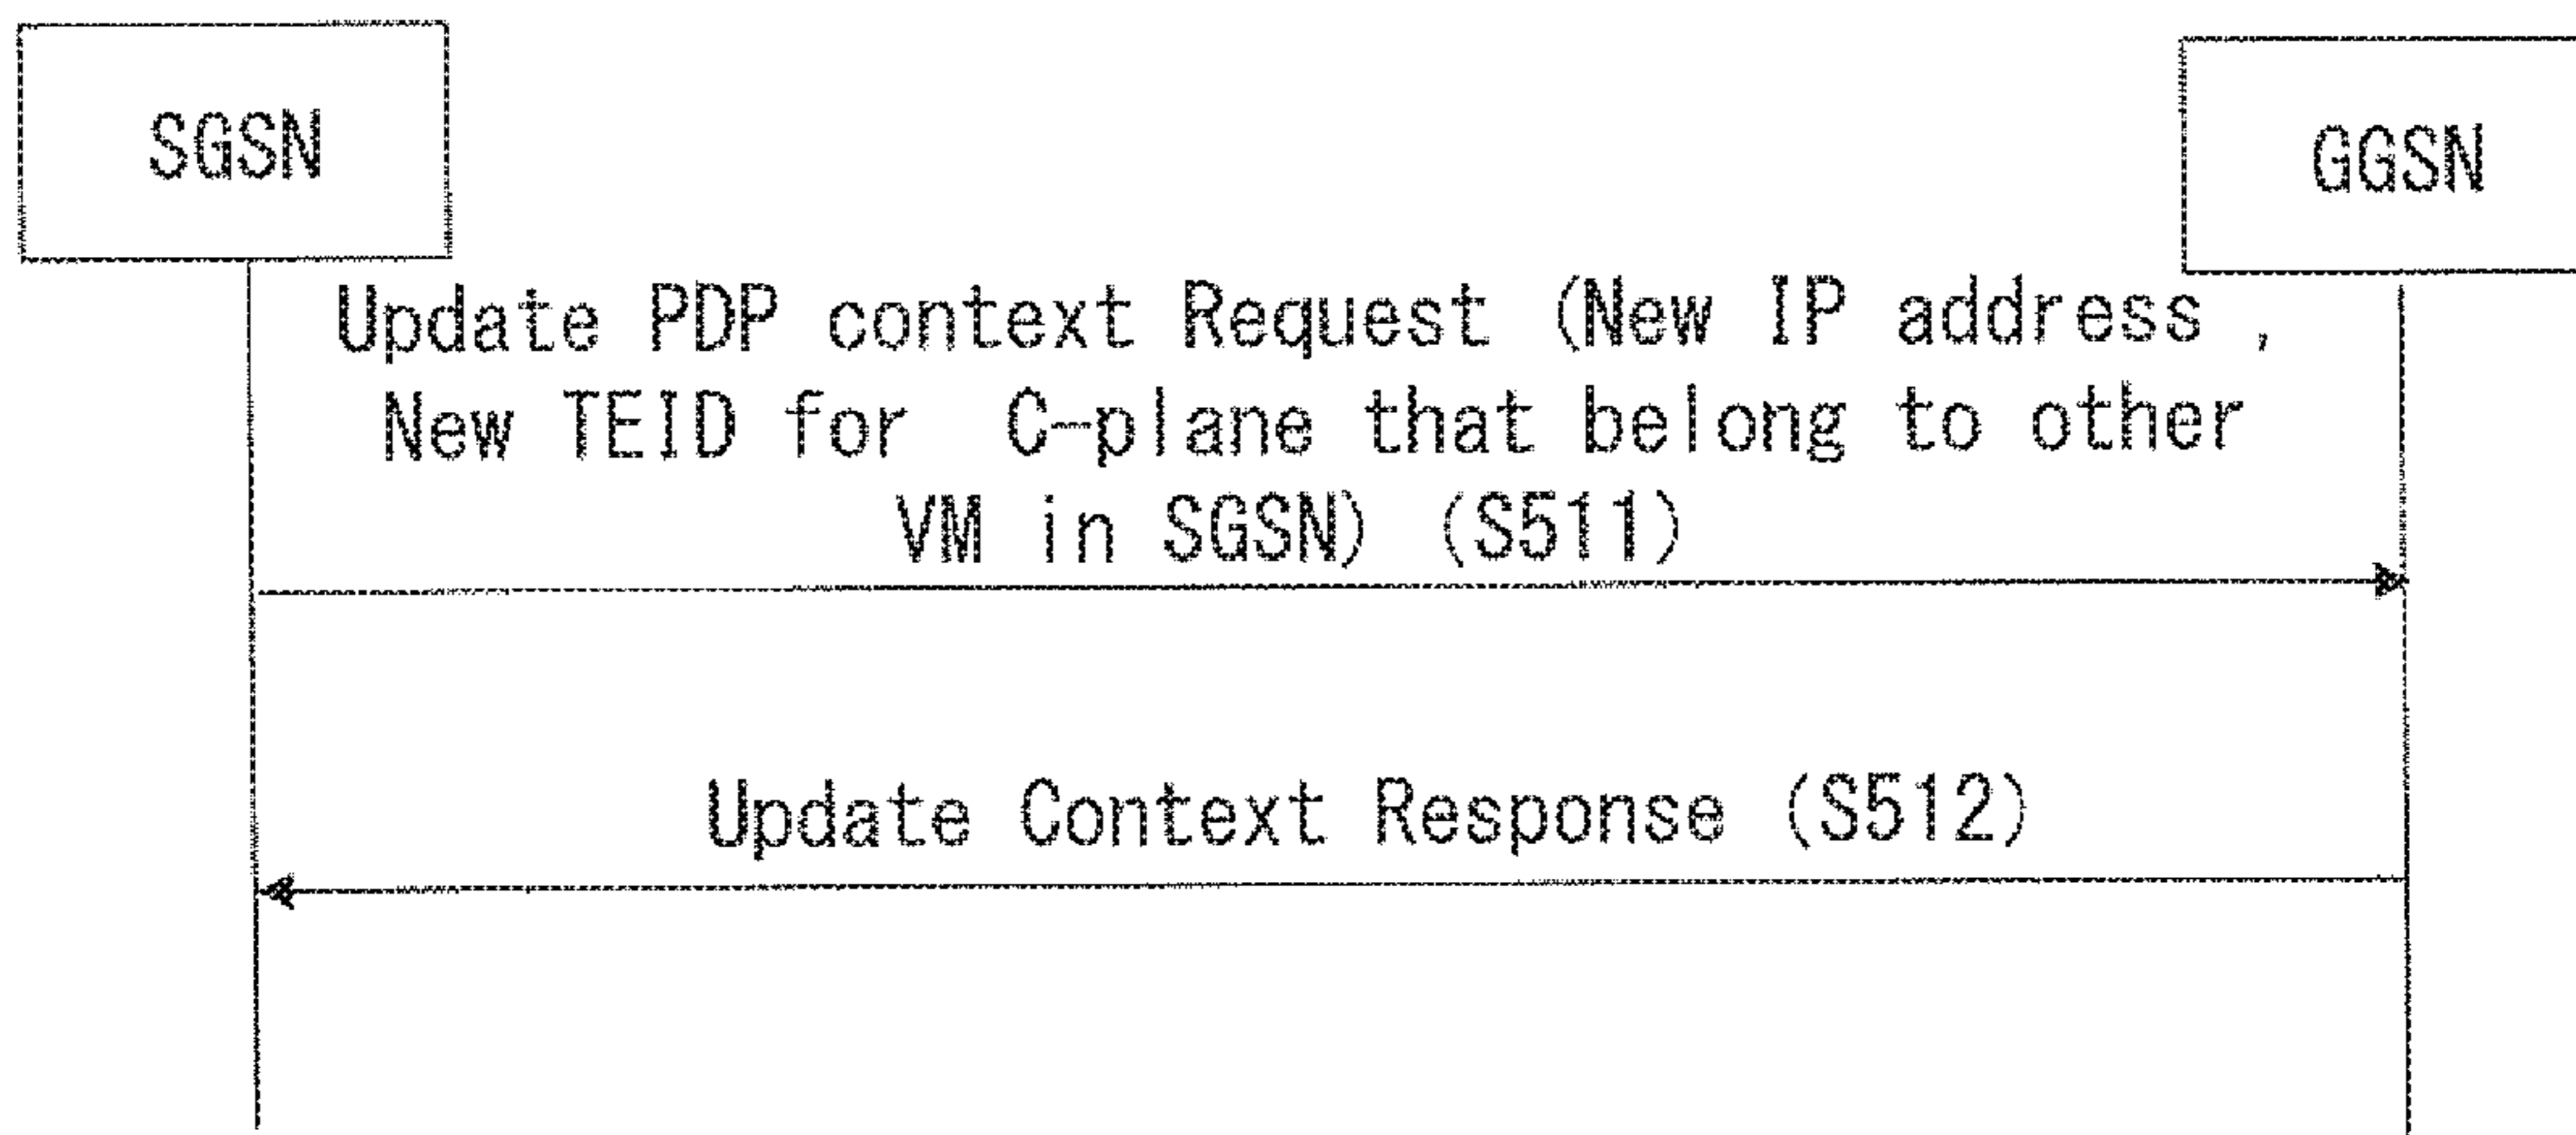 SGSN
GGSN
Update PDP context Request (New IP address ,
New TEID for C-plane that belong to other
VM in SGSN) (S511)
Update Context Response (S512)